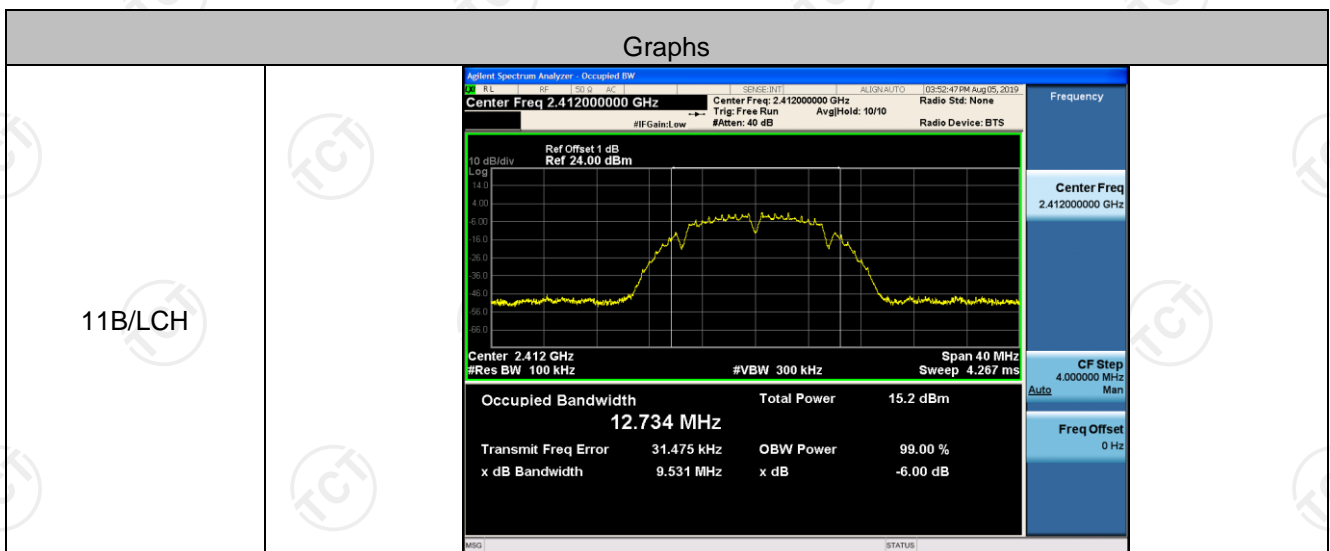 Graphs
11B/LCH
Agilent Spectrum Analyzer - Occupied BW
LXI RL RF 50 Ω AC SENSE:INT ALIGNAUTO 03:52:47 PM Aug 05, 2019
Center Freq 2.412000000 GHz
Center Freq: 2.412000000 GHz
Radio Std: None
Trig: Free Run Avg|Hold: 10/10
#IFGain:Low #Atten: 40 dB
Radio Device: BTS
Frequency
Ref Offset 1 dB
10 dB/div Ref 24.00 dBm
Log
14.0
4.00
-6.00
-16.0
-26.0
-36.0
-46.0
-56.0
-66.0
Center 2.412 GHz Span 40 MHz
#Res BW 100 kHz #VBW 300 kHz Sweep 4.267 ms
Center Freq
2.412000000 GHz
CF Step
4.000000 MHz
Auto Man
Freq Offset
0 Hz
Occupied Bandwidth Total Power 15.2 dBm
12.734 MHz
Transmit Freq Error 31.475 kHz OBW Power 99.00 %
x dB Bandwidth 9.531 MHz x dB -6.00 dB
MSG STATUS
TCT
TCT
TCT
TCT
TCT